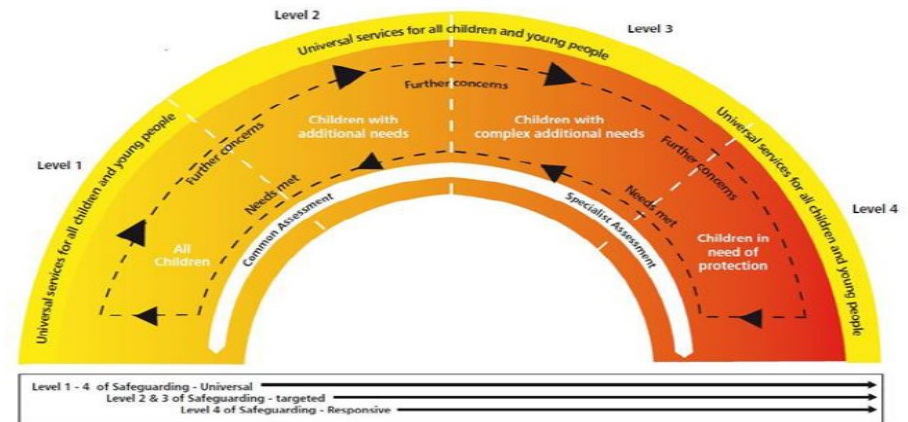 Level 1
Level 2
Level 3
Level 4
Universal services for all children and young people
Universal services for all children and young people
Universal services for all children and young people
Further concerns
Further concerns
Further concerns
All
Children
Children with
additional needs
Children with
complex additional needs
Children in
need of
protection
Needs met
Needs met
Common Assessment
Specialist Assessment
Level 1 - 4 of Safeguarding - Universal
Level 2 & 3 of Safeguarding - targeted
Level 4 of Safeguarding - Responsive